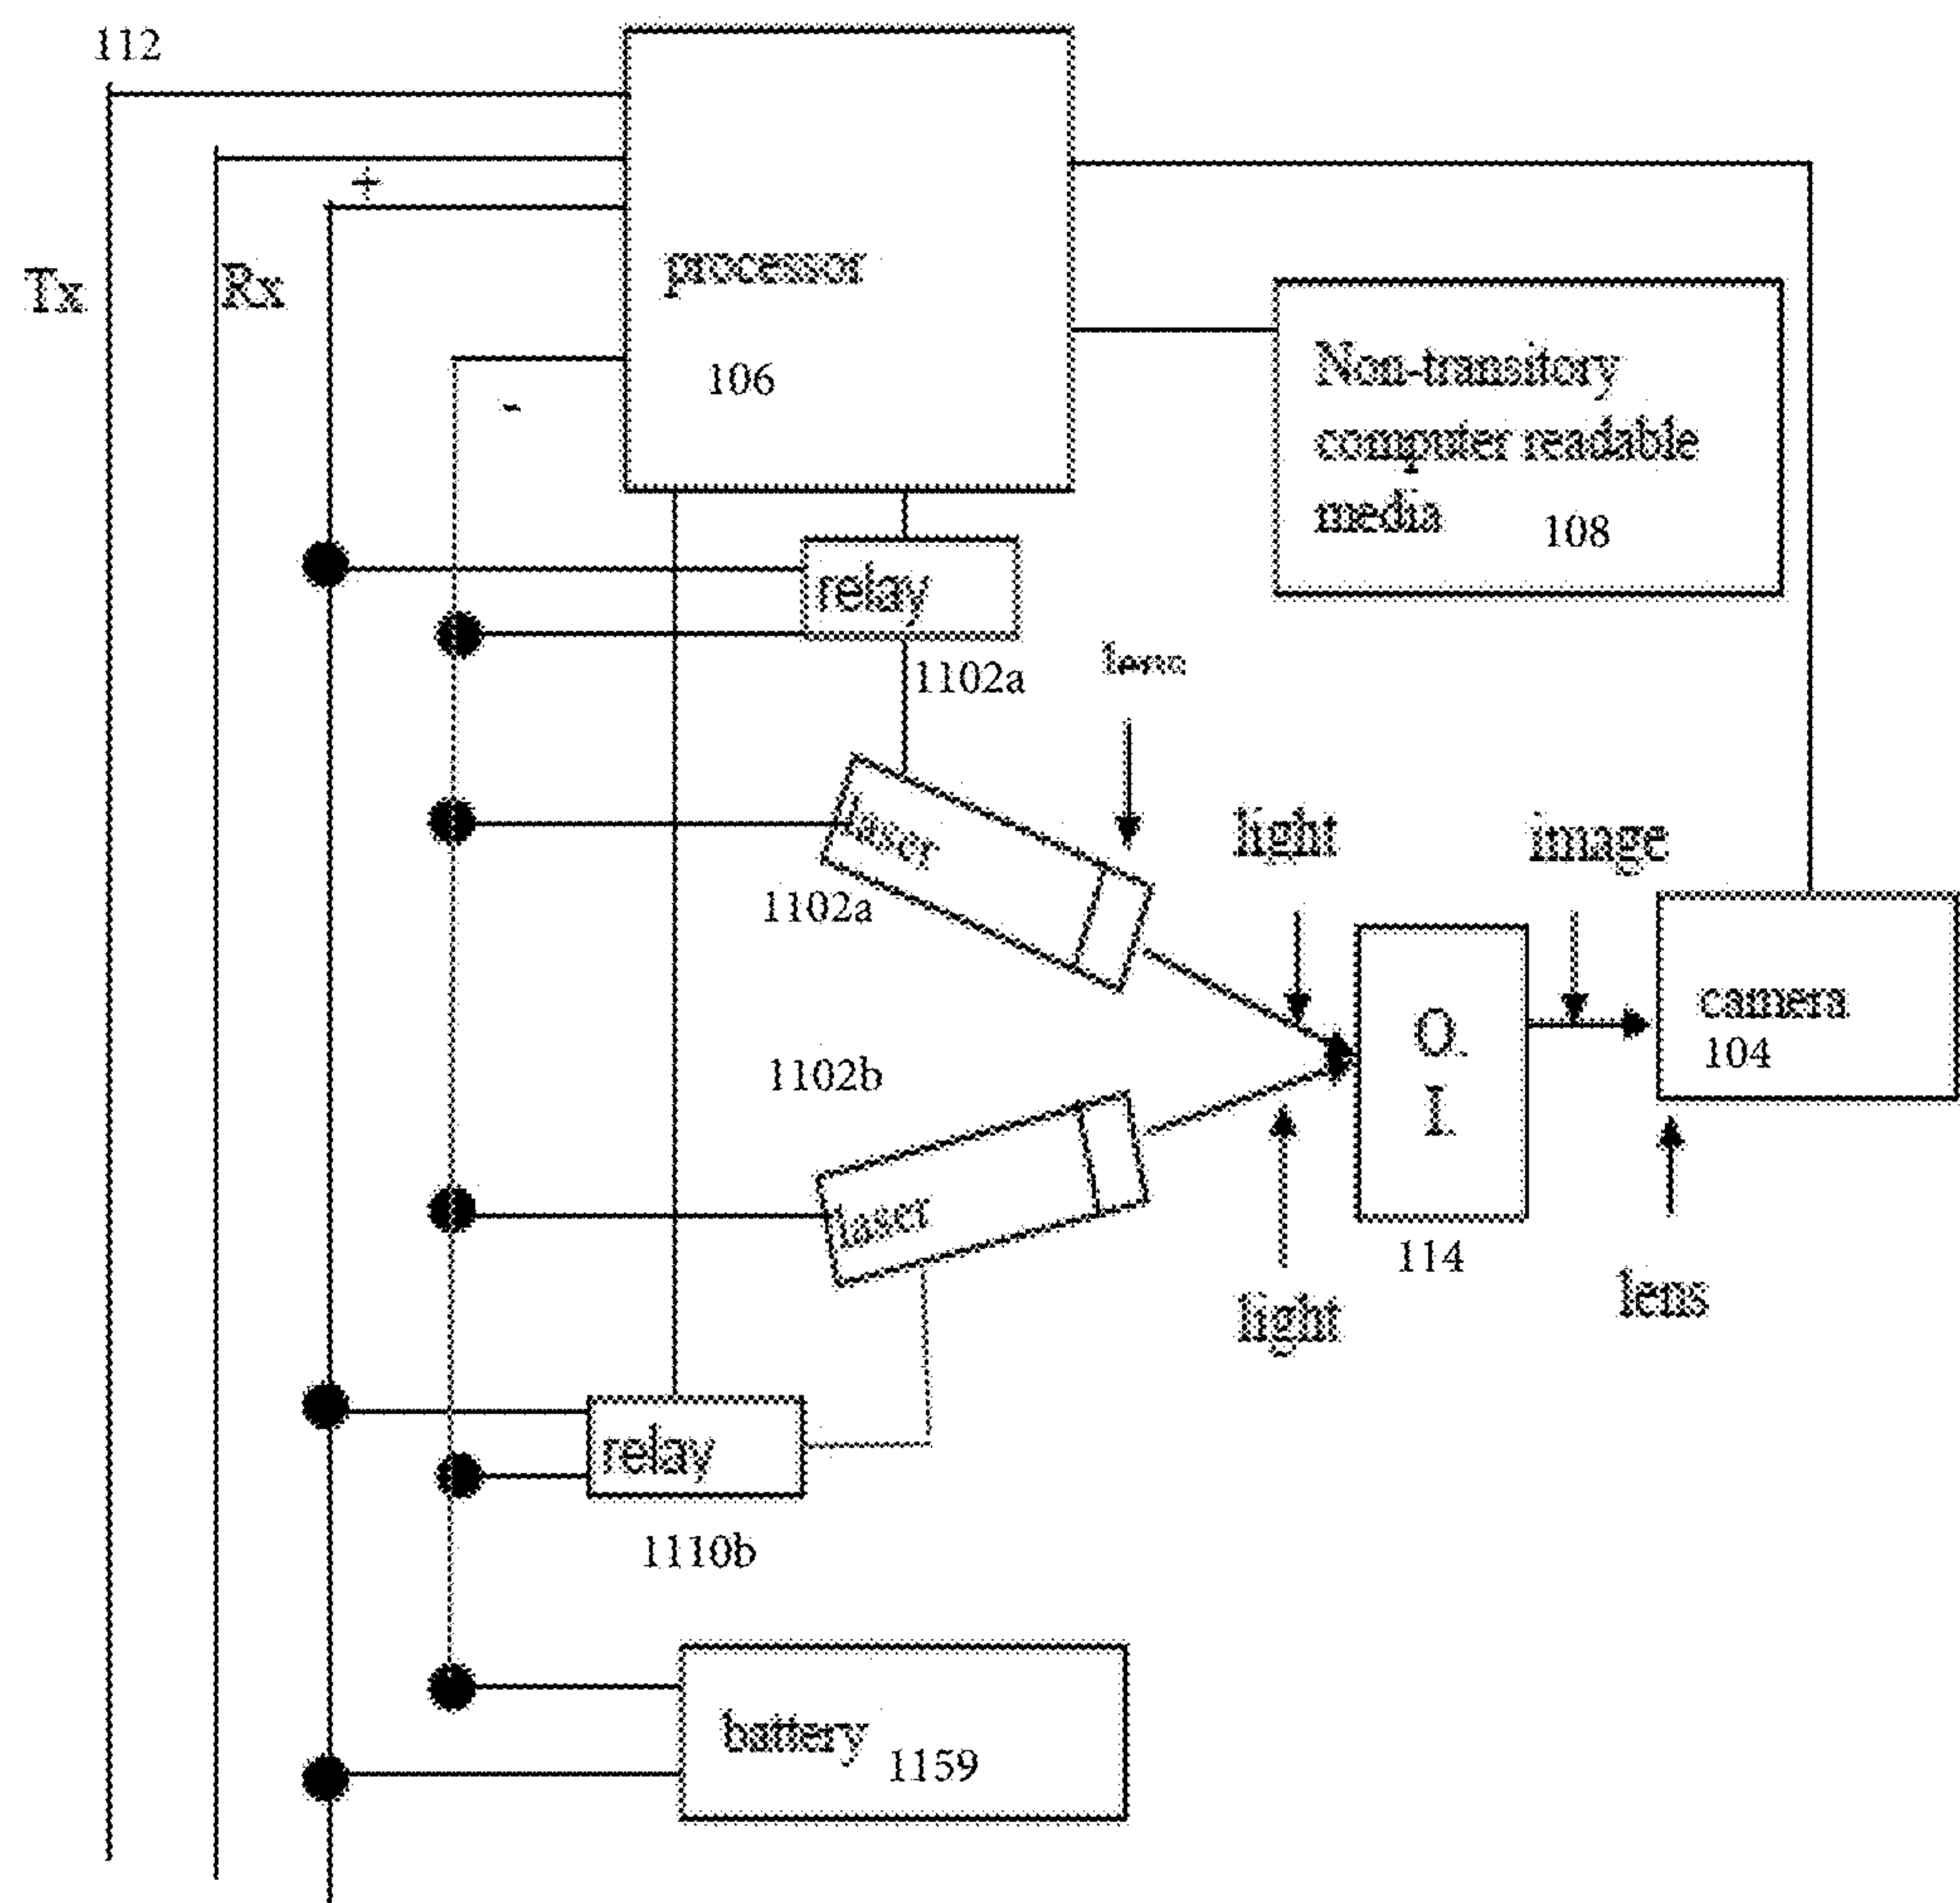 112
+
Tx
Rx
processor
106
-
Non-transitory
computer readable
media
108
relay
1102a
lens
laser
1102a
light
image
camera
104
O.
I.
114
1102b
laser
light
lens
relay
1110b
battery
1159